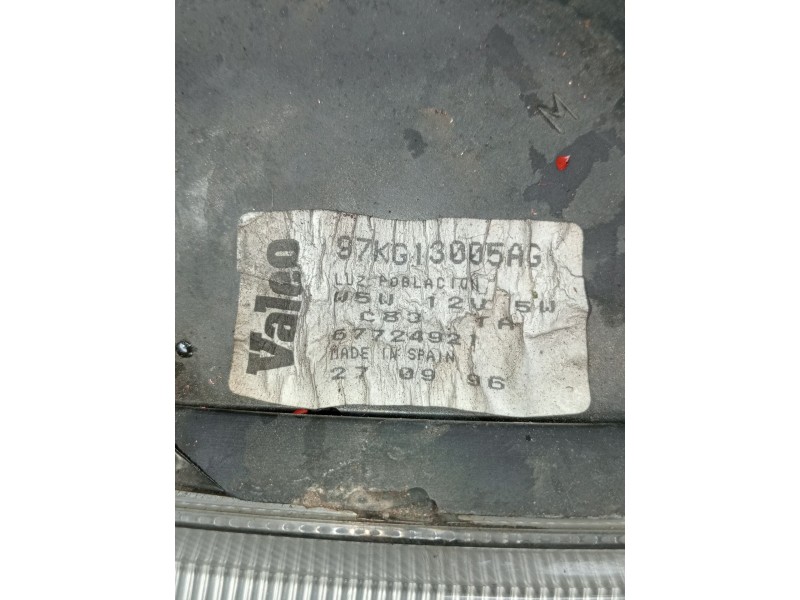 M
Valeo
97KG13005AG
LUZ POBLACION
W5W 12V 5W
C83 TA
67724921
MADE IN SPAIN
27 09 96